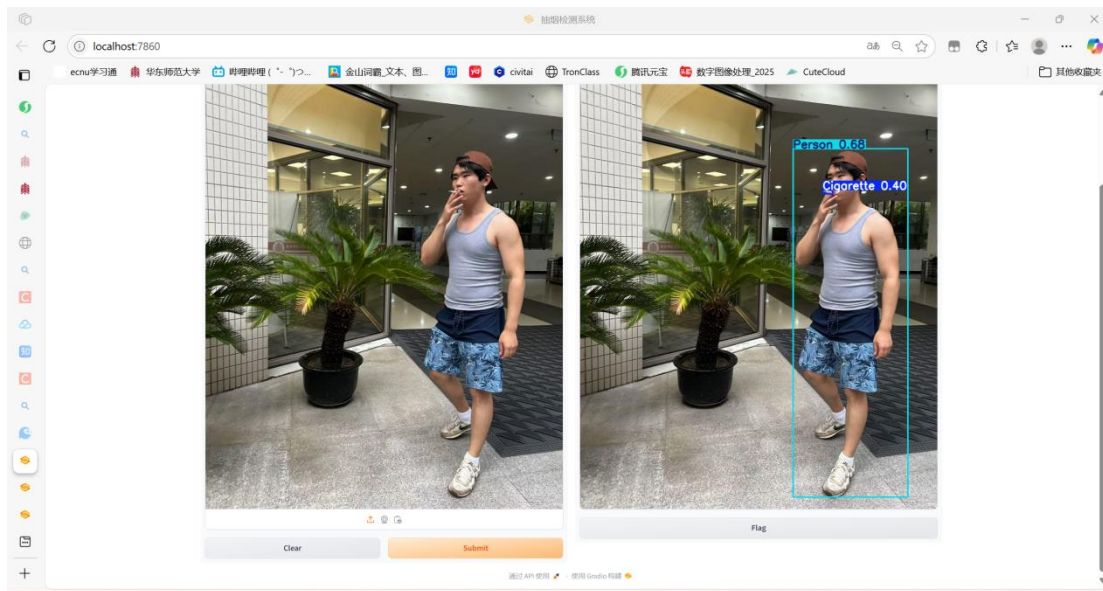 抽烟检测系统
localhost:7860
ecnu学习通 华东师范大学 哔哩哔哩 ( ゜- ゜)つ... 金山词霸_文本、图... 知 yd civitai TronClass 腾讯元宝 数字图像处理_2025 CuteCloud 其他收藏夹
Person 0.68
Cigarette 0.40
Clear
Submit
Flag
通过 API 使用 · 使用 Gradio 构建